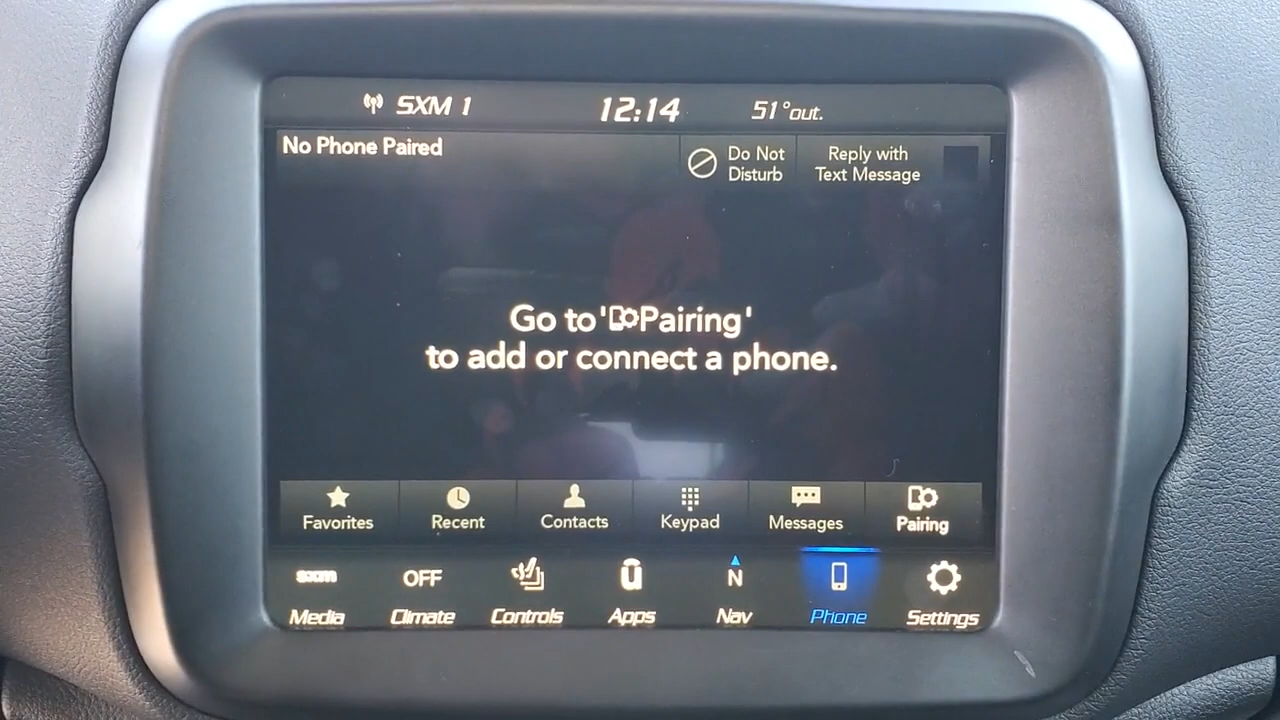 SXM 1
12:14
51°out.
No Phone Paired
Do Not
Disturb
Reply with
Text Message
Go to 'Pairing'
to add or connect a phone.
Favorites
Recent
Contacts
Keypad
Messages
Pairing
sxm
OFF
u
N
Media
Climate
Controls
Apps
Nav
Phone
Settings